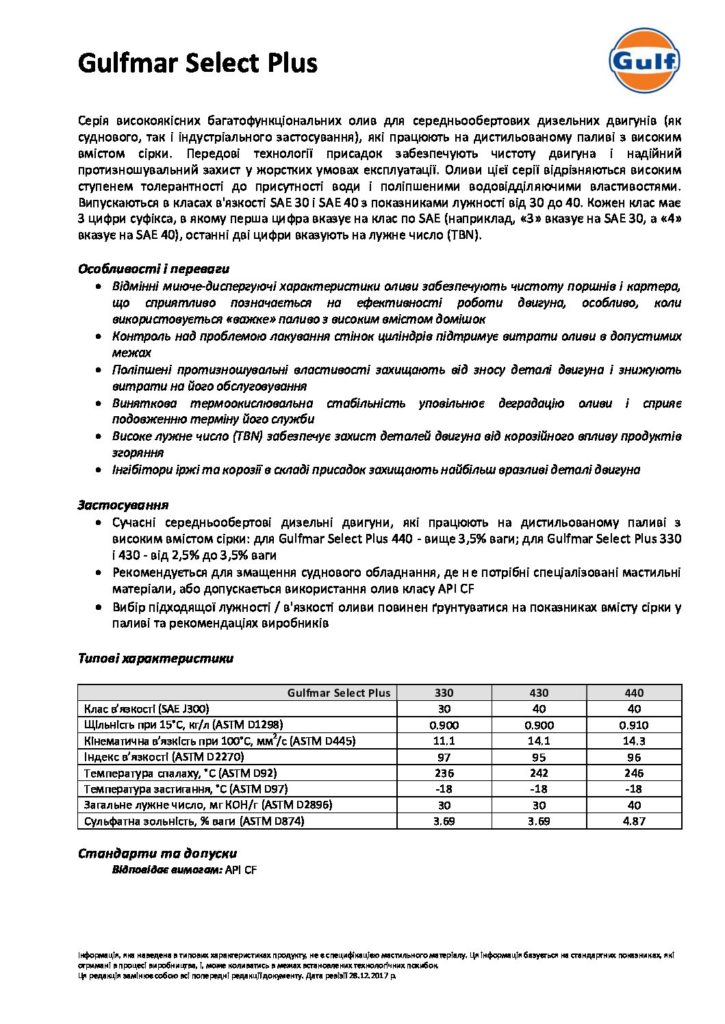 Gulfmar Select Plus
Gulf
Серія високоякісних багатофункціональних олив для середньообертових дизельних двигунів (як
суднового, так і індустріального застосування), які працюють на дистильованому паливі з високим
вмістом сірки. Передові технології присадок забезпечують чистоту двигуна і надійний
протизношувальний захист у жорстких умовах експлуатації. Оливи цієї серії відрізняються високим
ступенем толерантності до присутності води і поліпшеними водовідділяючими властивостями.
Випускаються в класах в'язкості SAE 30 і SAE 40 з показниками лужності від 30 до 40. Кожен клас має
3 цифри суфікса, в якому перша цифра вказує на клас по SAE (наприклад, «3» вказує на SAE 30, а «4»
вказує на SAE 40), останні дві цифри вказують на лужне число (TBN).
Особливості і переваги
• Відмінні миюче-диспергуючі характеристики оливи забезпечують чистоту поршнів і картера,
що сприятливо позначається на ефективності роботи двигуна, особливо, коли
використовується «важке» паливо з високим вмістом домішок
• Контроль над проблемою лакування стінок циліндрів підтримує витрати оливи в допустимих
межах
• Поліпшені протизношувальні властивості захищають від зносу деталі двигуна і знижують
витрати на його обслуговування
• Виняткова термоокислювальна стабільність уповільнює деградацію оливи і сприяє
подовженню терміну його служби
• Високе лужне число (TBN) забезпечує захист деталей двигуна від корозійного впливу продуктів
згоряння
• Інгібітори іржі та корозії в складі присадок захищають найбільш вразливі деталі двигуна
Застосування
• Сучасні середньообертові дизельні двигуни, які працюють на дистильованому паливі з
високим вмістом сірки: для Gulfmar Select Plus 440 - вище 3,5% ваги; для Gulfmar Select Plus 330
і 430 - від 2,5% до 3,5% ваги
• Рекомендується для змащення суднового обладнання, де не потрібні спеціалізовані мастильні
матеріали, або допускається використання олив класу API CF
• Вибір підходящої лужності / в'язкості оливи повинен ґрунтуватися на показниках вмісту сірки у
паливі та рекомендаціях виробників
Типові характеристики
Gulfmar Select Plus 330 430 440
Клас в'язкості (SAE J300) 30 40 40
Щільність при 15°C, кг/л (ASTM D1298) 0.900 0.900 0.910
Кінематична в'язкість при 100°C, мм²/с (ASTM D445) 11.1 14.1 14.3
Індекс в'язкості (ASTM D2270) 97 95 96
Температура спалаху, °C (ASTM D92) 236 242 246
Температура застигання, °C (ASTM D97) -18 -18 -18
Загальне лужне число, мг КОН/г (ASTM D2896) 30 30 40
Сульфатна зольність, % ваги (ASTM D874) 3.69 3.69 4.87
Стандарти та допуски
Відповідає вимогам: API CF
Інформація, яка наведена в типових характеристиках продукту, не є специфікацією мастильного матеріалу. Ця інформація базується на стандартних показниках, які
отримані в процесі виробництва, і, може коливатись в межах встановлених технологічних похибок.
Ця редакція замінює собою всі попередні редакції документу. Дата ревізії 28.12.2017 р.